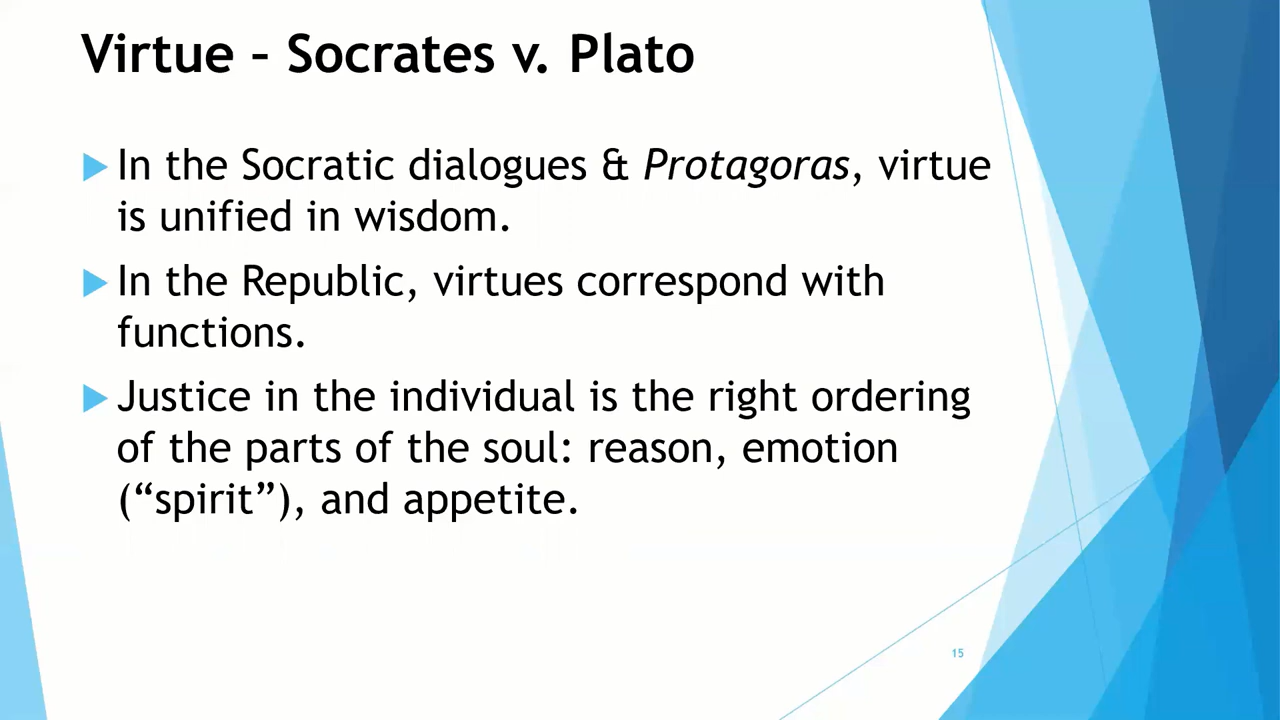 Virtue – Socrates v. Plato
In the Socratic dialogues & Protagoras, virtue
is unified in wisdom.
In the Republic, virtues correspond with
functions.
Justice in the individual is the right ordering
of the parts of the soul: reason, emotion
(“spirit”), and appetite.
15